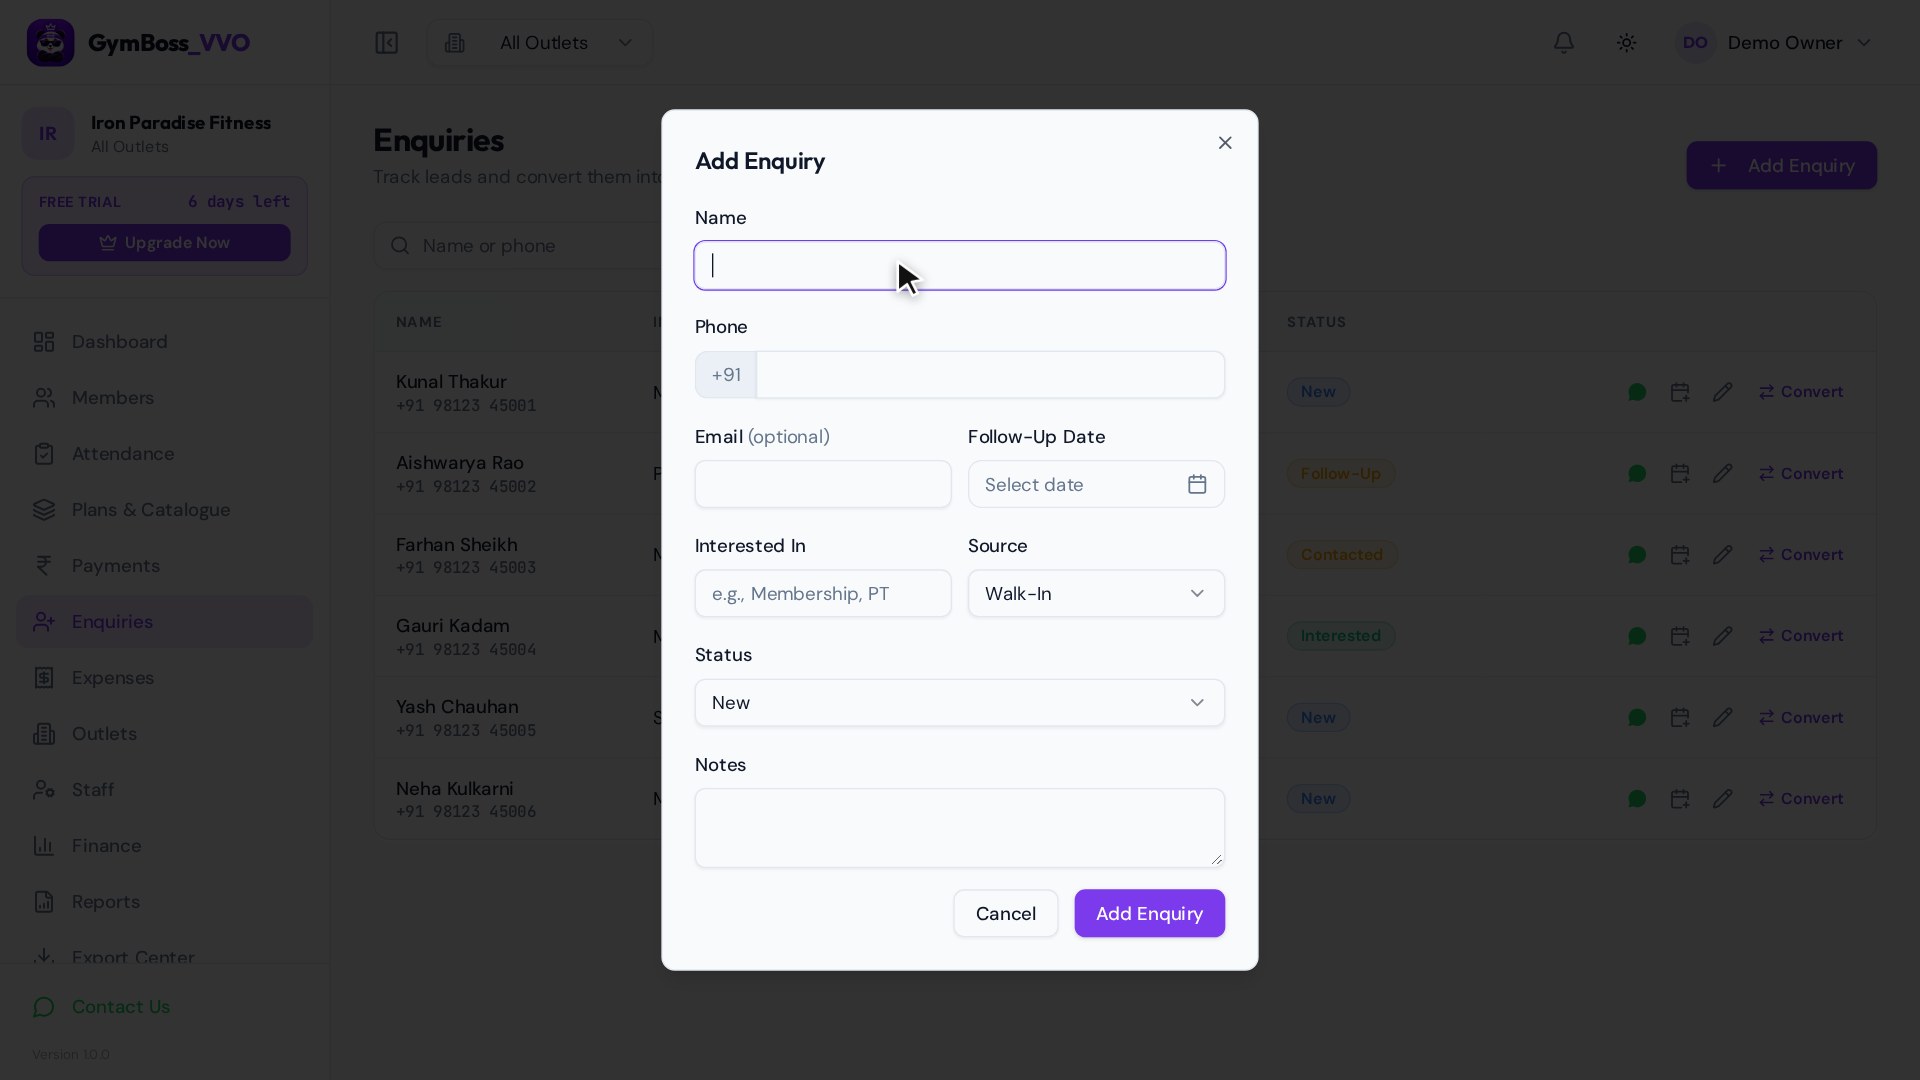 GymBoss_VVO
All Outlets
DO
Demo Owner
IR
Iron Paradise Fitness
All Outlets
FREE TRIAL
6 days left
Upgrade Now
Dashboard
Members
Attendance
Plans & Catalogue
Payments
Enquiries
Expenses
Outlets
Staff
Finance
Reports
Export Center
Contact Us
Version 1.0.0
Enquiries
Track leads and convert them into
Add Enquiry
Name or phone
NAME
STATUS
Kunal Thakur
+91 98123 45001
New
Convert
Aishwarya Rao
+91 98123 45002
Follow-Up
Convert
Farhan Sheikh
+91 98123 45003
Contacted
Convert
Gauri Kadam
+91 98123 45004
Interested
Convert
Yash Chauhan
+91 98123 45005
New
Convert
Neha Kulkarni
+91 98123 45006
New
Convert
Add Enquiry
Name
Phone
+91
Email (optional)
Follow-Up Date
Select date
Interested In
Source
e.g., Membership, PT
Walk-In
Status
New
Notes
Cancel
Add Enquiry